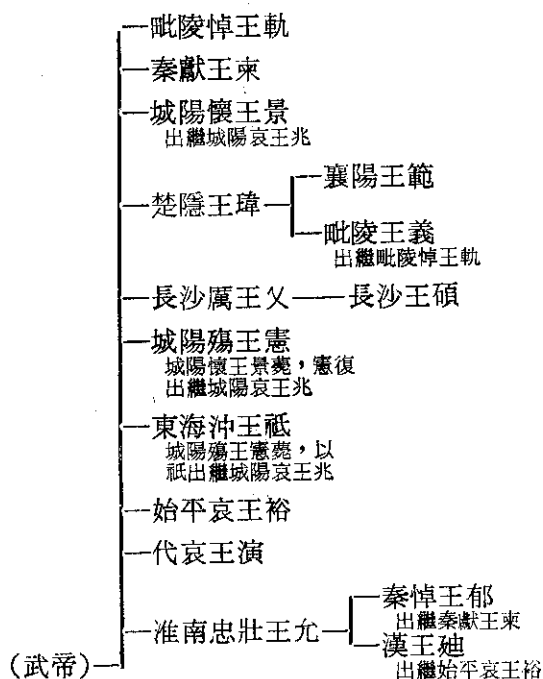 毗陵悼王軌
秦獻王柬
城陽懷王景
出繼城陽哀王兆
楚隱王瑋
襄陽王範
毗陵王義
出繼毗陵悼王軌
長沙厲王乂
長沙王碩
城陽殤王憲
城陽懷王景薨，憲復
出繼城陽哀王兆
東海沖王祗
城陽殤王憲薨，以
祗出繼城陽哀王兆
始平哀王裕
代哀王演
淮南忠壯王允
秦悼王郁
出繼秦獻王柬
漢王廸
出繼始平哀王裕
(武帝)